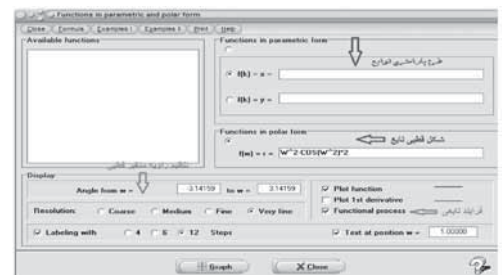 Functions in parametric and polar form
Close Formula Examples I Examples II Print Help
Available functions
Functions in parametric form
f(k) = x =
f(k) = y =
Functions in polar form
شکل قطبی تابع
f(w) = r = W^2-COS(W^2)*2
Display
Angle from w = -3.14159 to w = 3.14159
Plot function
Plot 1st derivative
Functional process
فرایند تابعی
Resolution: Coarse Medium Fine Very fine
Labeling with 4 8 12 Steps
Text at position w = 1.00000
Graph Close